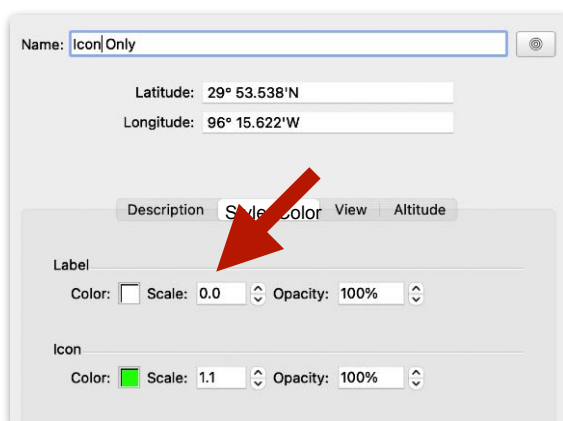 Name: Icon Only
Latitude: 29° 53.538'N
Longitude: 96° 15.622'W
Description Style, Color View Altitude
Label
Color: Scale: 0.0 Opacity: 100%
Icon
Color: Scale: 1.1 Opacity: 100%